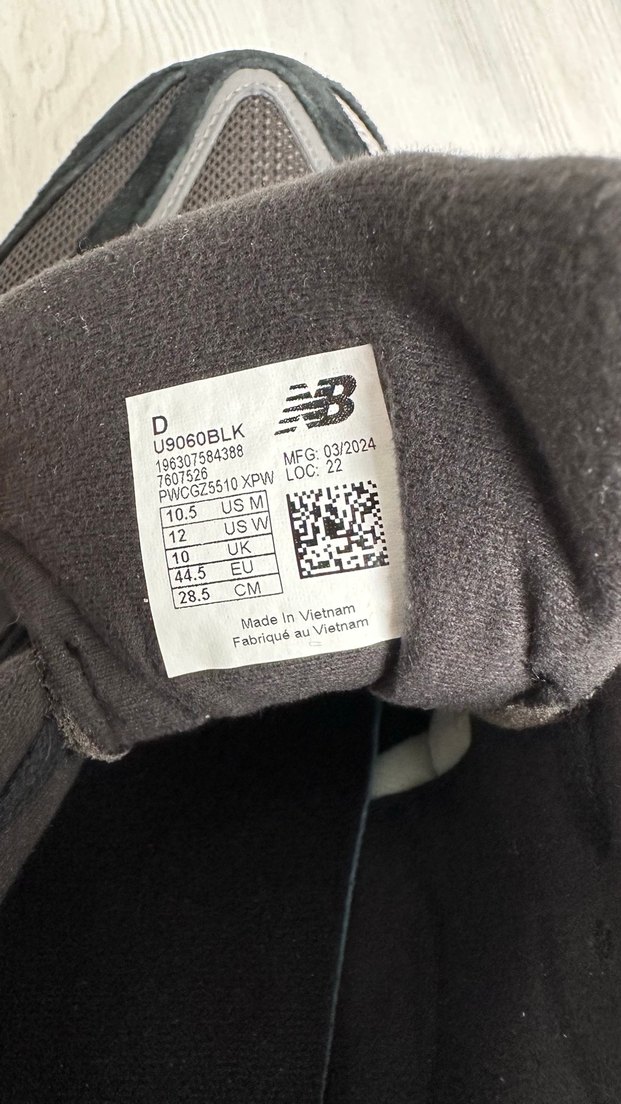 D
NB
U9060BLK
196307584388
7607526
PWCGZ5510 XPW
MFG: 03/2024
LOC: 22
10.5 US M
12 US W
10 UK
44.5 EU
28.5 CM
Made In Vietnam
Fabriqué au Vietnam